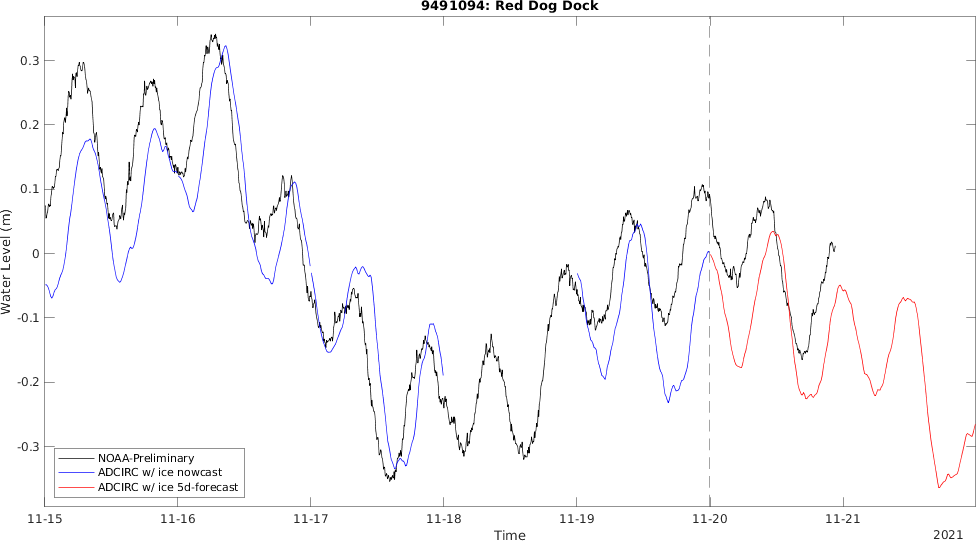 9491094: Red Dog Dock
Water Level (m)
0.3
0.2
0.1
0
-0.1
-0.2
-0.3
NOAA-Preliminary
ADCIRC w/ ice nowcast
ADCIRC w/ ice 5d-forecast
11-15 11-16 11-17 11-18 11-19 11-20 11-21
Time
2021